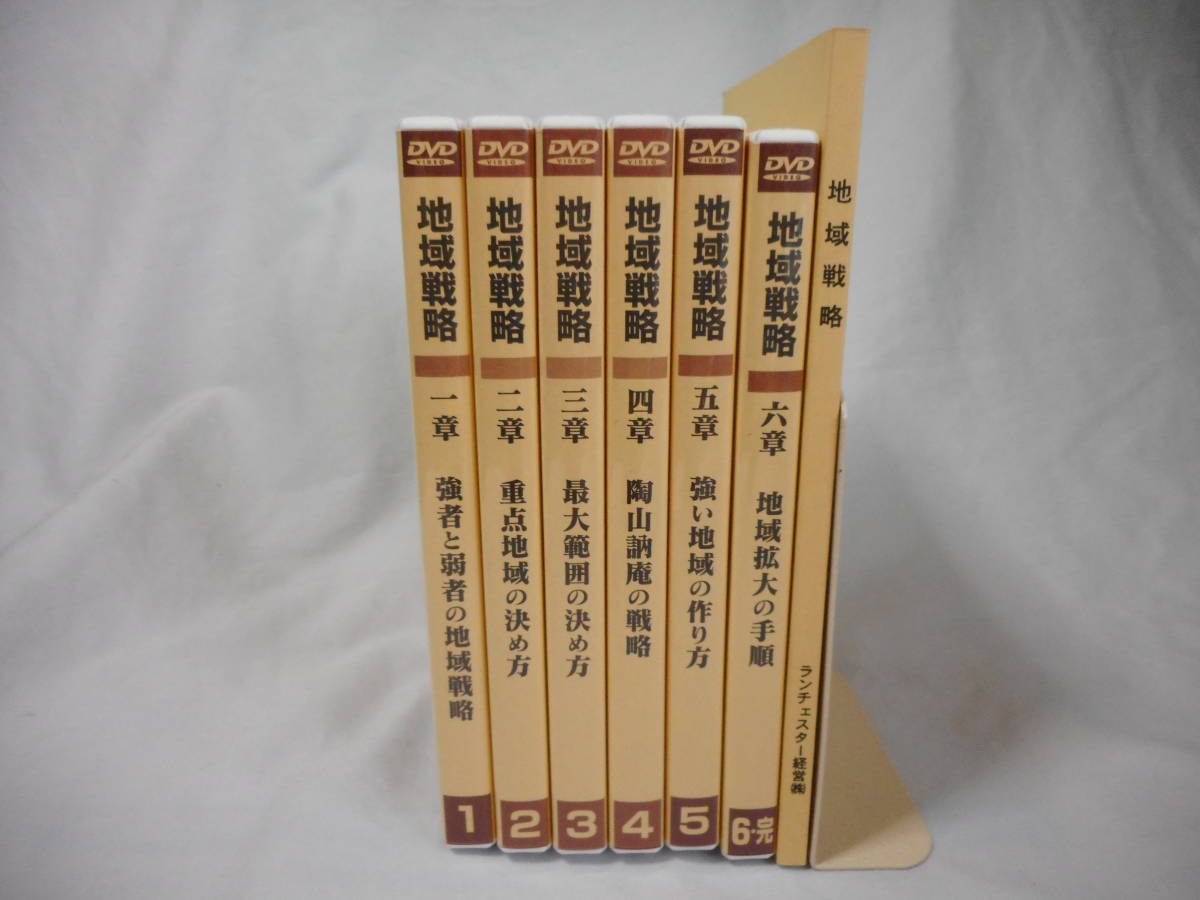 DVD
VIDEO
地域戦略
一章
強者と弱者の地域戦略
1
DVD
VIDEO
地域戦略
二章
重点地域の決め方
2
DVD
VIDEO
地域戦略
三章
最大範囲の決め方
3
DVD
VIDEO
地域戦略
四章
陶山訥庵の戦略
4
DVD
VIDEO
地域戦略
五章
強い地域の作り方
5
DVD
VIDEO
地域戦略
六章
地域拡大の手順
6・完
地域戦略
ランチェスター経営㈱